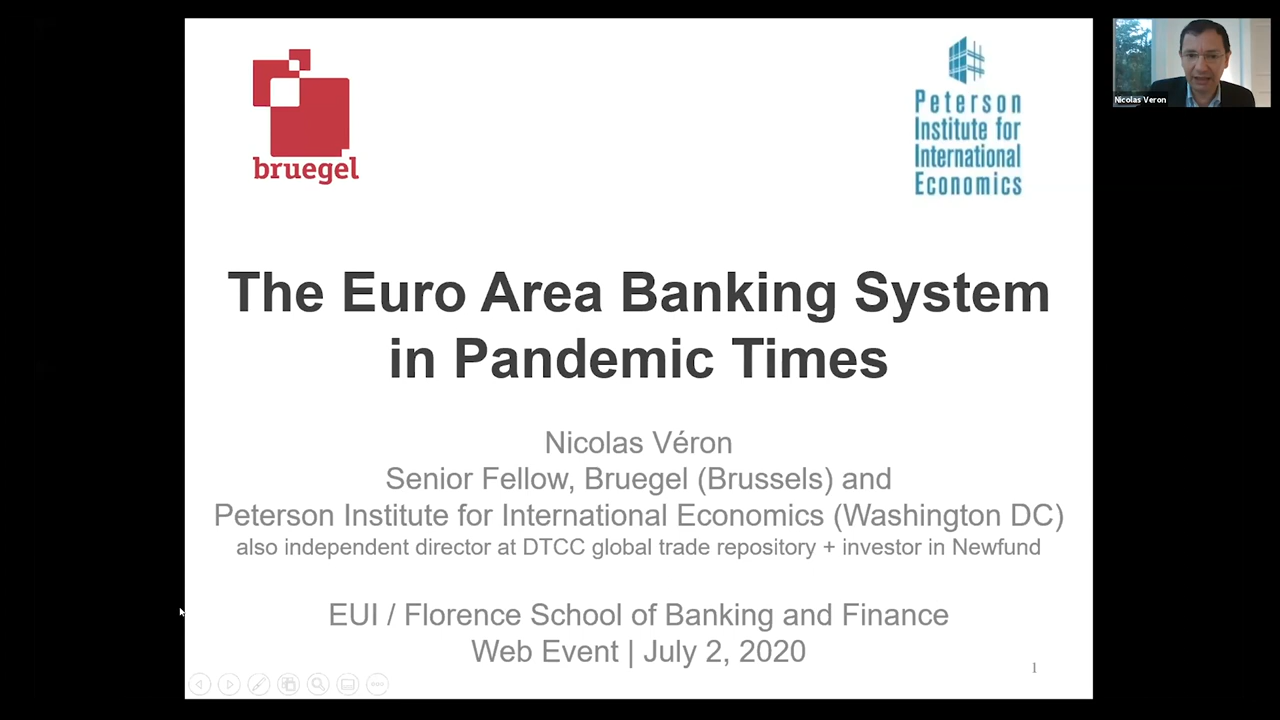 bruegel
Peterson
Institute for
International
Economics
Nicolas Veron
The Euro Area Banking System
in Pandemic Times
Nicolas Véron
Senior Fellow, Bruegel (Brussels) and
Peterson Institute for International Economics (Washington DC)
also independent director at DTCC global trade repository + investor in Newfund
EUI / Florence School of Banking and Finance
Web Event | July 2, 2020
1